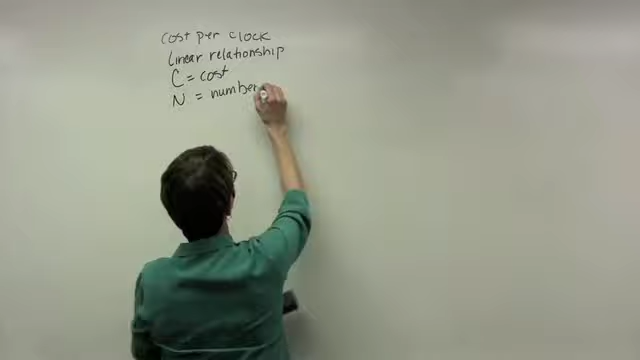 cost per clock
Linear relationship
C = cost
N = number